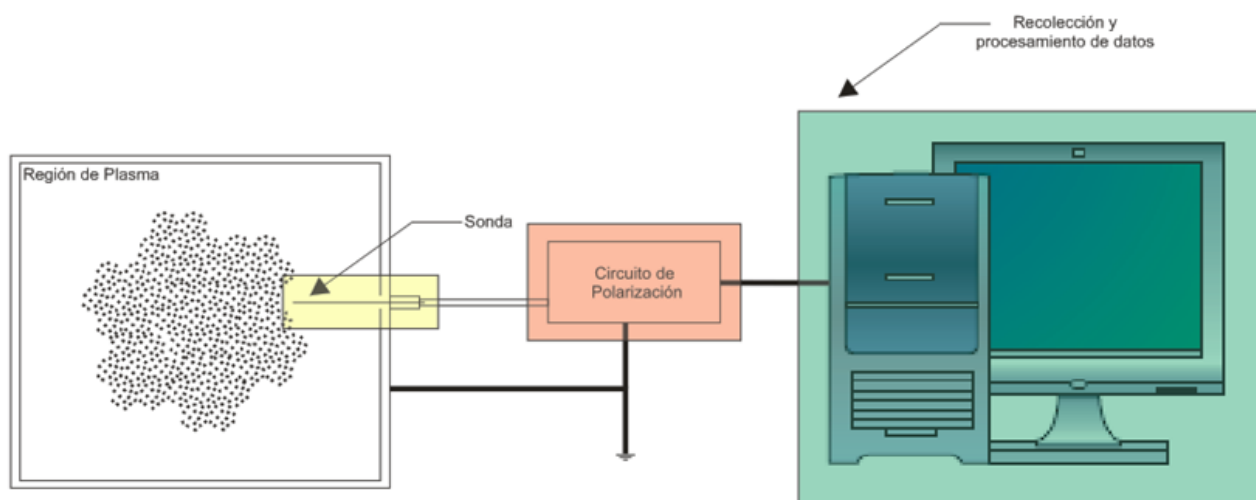 Recolección y
procesamiento de datos
Región de Plasma
Sonda
Circuito de
Polarización